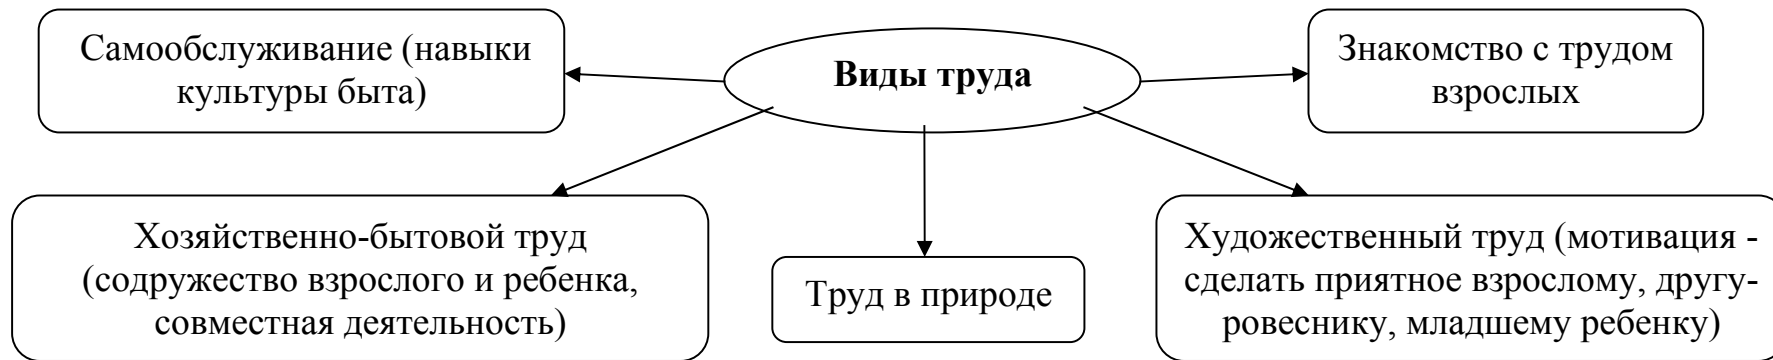 Самообслуживание (навыки
культуры быта)
Виды труда
Знакомство с трудом
взрослых
Хозяйственно-бытовой труд
(содружество взрослого и ребенка,
совместная деятельность)
Труд в природе
Художественный труд (мотивация -
сделать приятное взрослому, другу-
ровеснику, младшему ребенку)